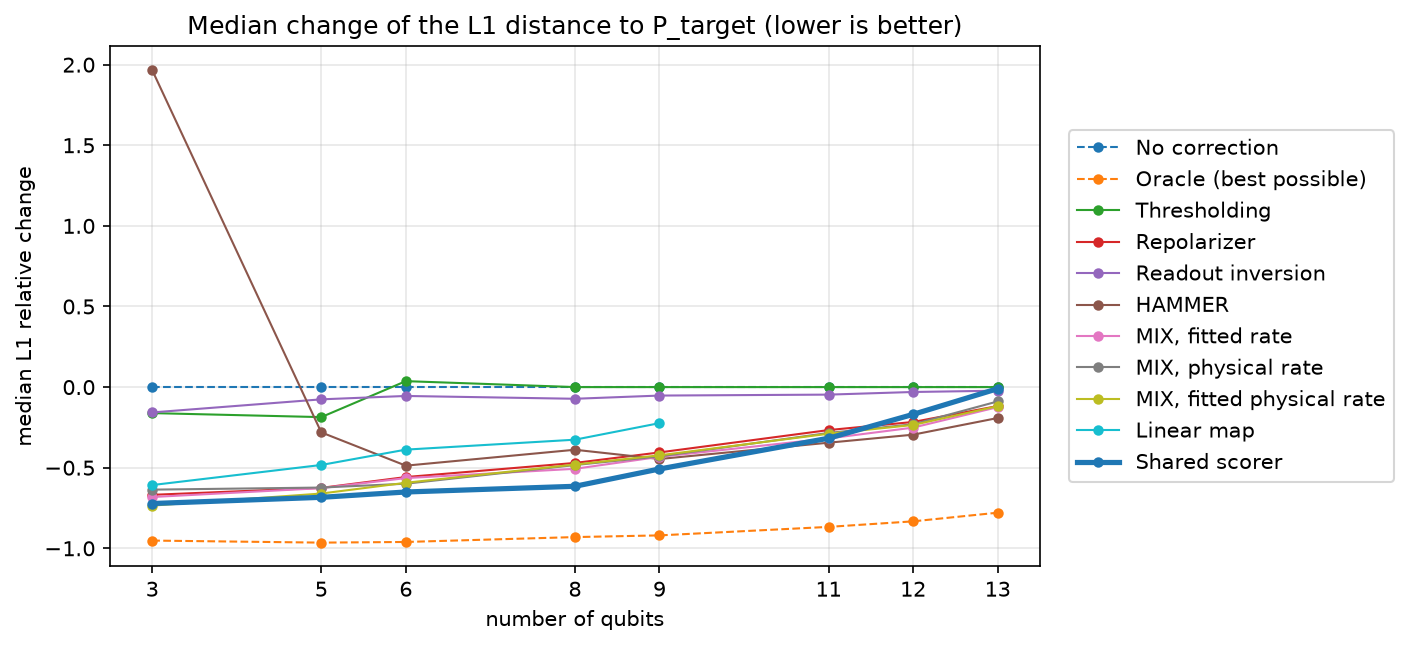 Median change of the L1 distance to P_target (lower is better)
median L1 relative change
2.0
1.5
1.0
0.5
0.0
−0.5
−1.0
3
5
6
8
9
11
12
13
number of qubits
No correction
Oracle (best possible)
Thresholding
Repolarizer
Readout inversion
HAMMER
MIX, fitted rate
MIX, physical rate
MIX, fitted physical rate
Linear map
Shared scorer